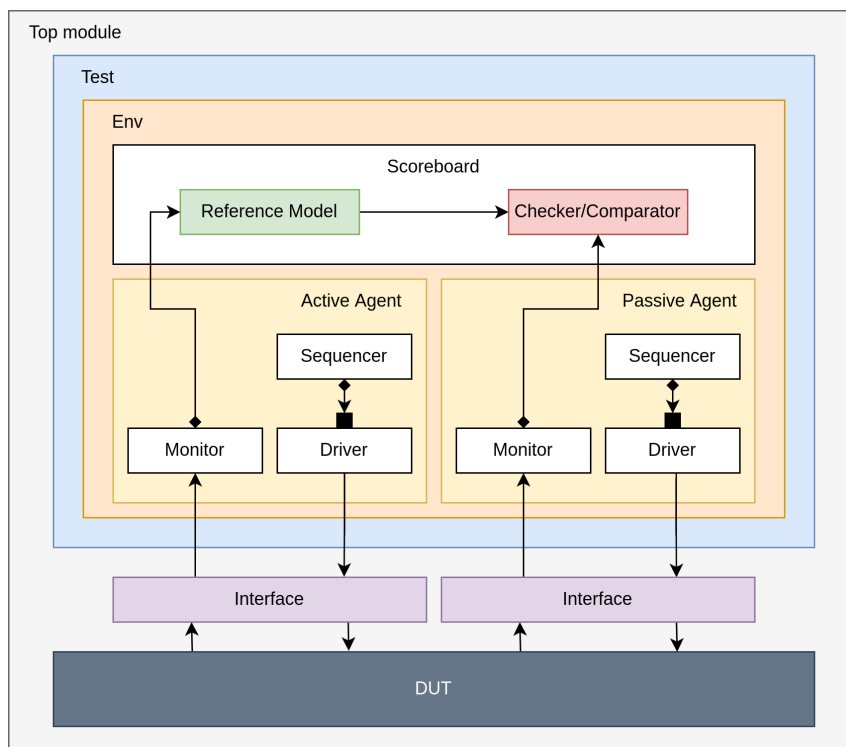 Top module
Test
Env
Scoreboard
Reference Model
Checker/Comparator
Active Agent
Passive Agent
Sequencer
Sequencer
Monitor
Driver
Monitor
Driver
Interface
Interface
DUT